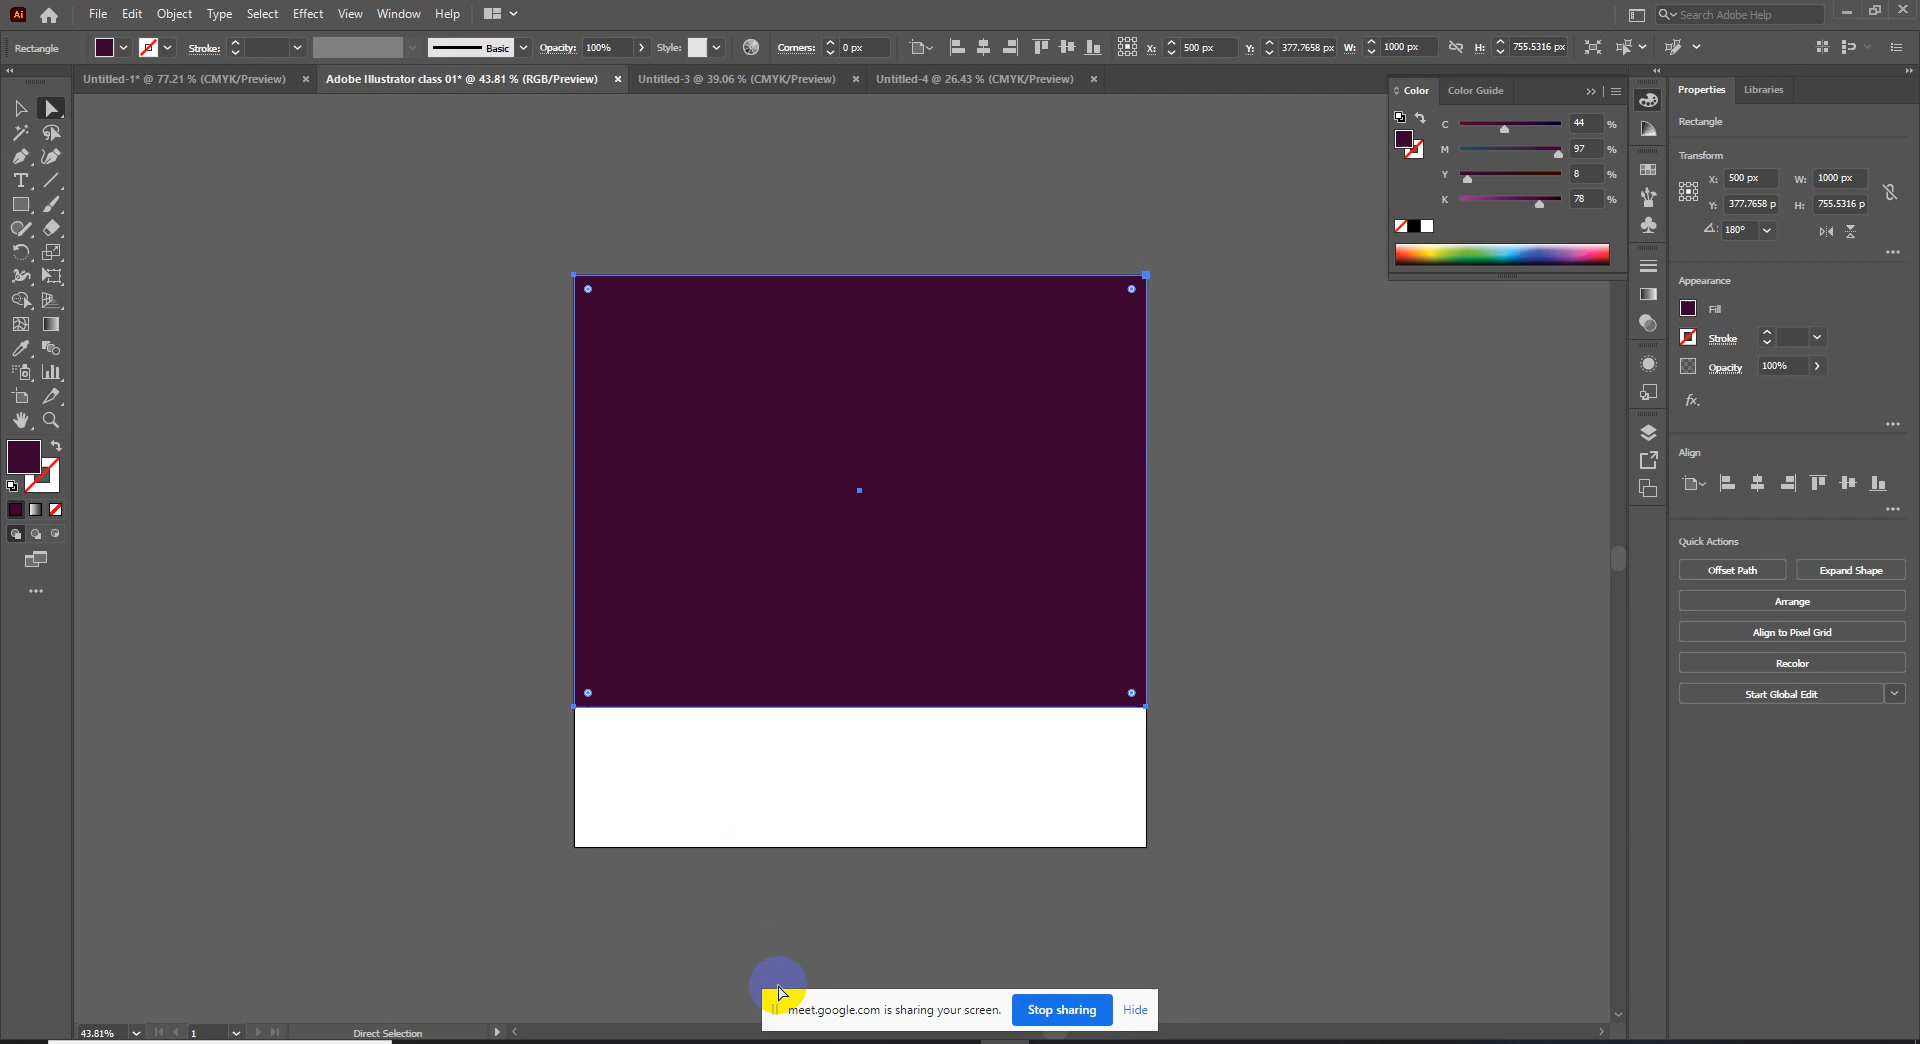 Ai File Edit Object Type Select Effect View Window Help Search Adobe Help
Rectangle Stroke: Basic Opacity: 100% Style: Corners: 0 px X: 500 px Y: 377.7658 px W: 1000 px H: 755.5316 px
Untitled-1* @ 77.21 % (CMYK/Preview) Adobe Illustrator class 01* @ 43.81 % (RGB/Preview) Untitled-3 @ 39.06 % (CMYK/Preview) Untitled-4 @ 26.43 % (CMYK/Preview)
Color Color Guide
C 44 %
M 97 %
Y 8 %
K 78 %
Properties Libraries
Rectangle
Transform
X: 500 px W: 1000 px
Y: 377.7658 p H: 755.5316 p
180°
Appearance
Fill
Stroke
Opacity 100%
fx.
Align
Quick Actions
Offset Path Expand Shape
Arrange
Align to Pixel Grid
Recolor
Start Global Edit
meet.google.com is sharing your screen. Stop sharing Hide
43.81% 1 Direct Selection